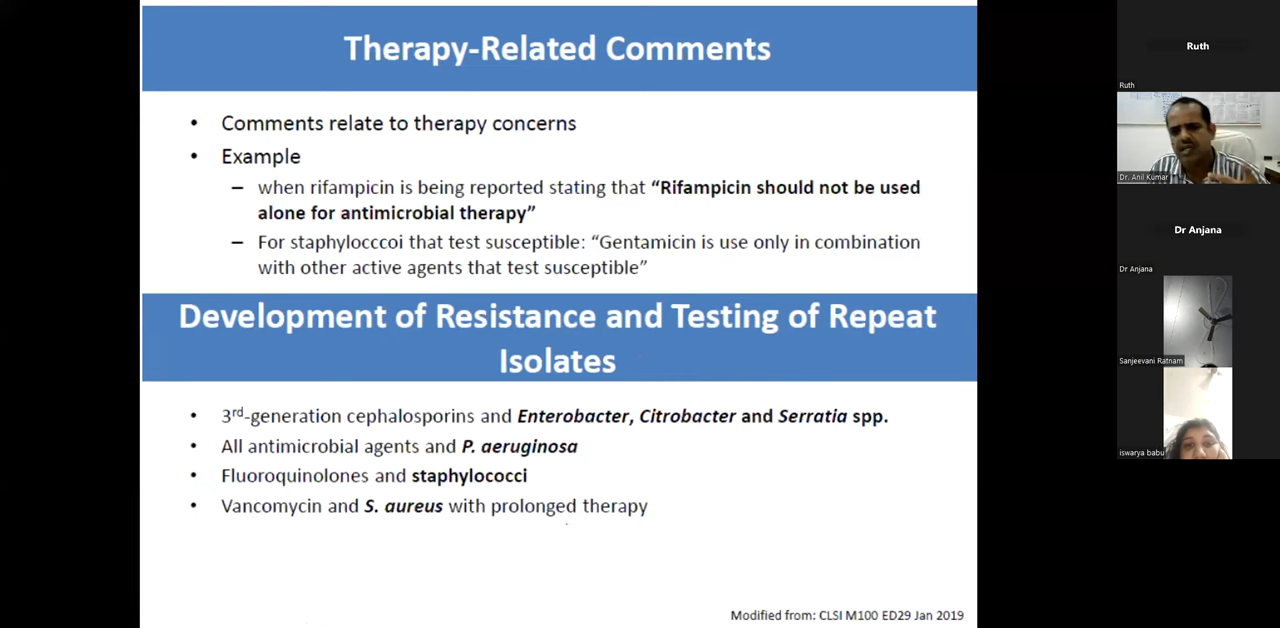 Therapy-Related Comments
• Comments relate to therapy concerns
• Example
– when rifampicin is being reported stating that “Rifampicin should not be used
alone for antimicrobial therapy”
– For staphylocccoi that test susceptible: “Gentamicin is use only in combination
with other active agents that test susceptible”
Development of Resistance and Testing of Repeat
Isolates
• 3rd-generation cephalosporins and Enterobacter, Citrobacter and Serratia spp.
• All antimicrobial agents and P. aeruginosa
• Fluoroquinolones and staphylococci
• Vancomycin and S. aureus with prolonged therapy
Modified from: CLSI M100 ED29 Jan 2019
Ruth
Ruth
Dr. Anil Kumar
Dr Anjana
Dr Anjana
Sanjeevani Ratnam
iswarya babu